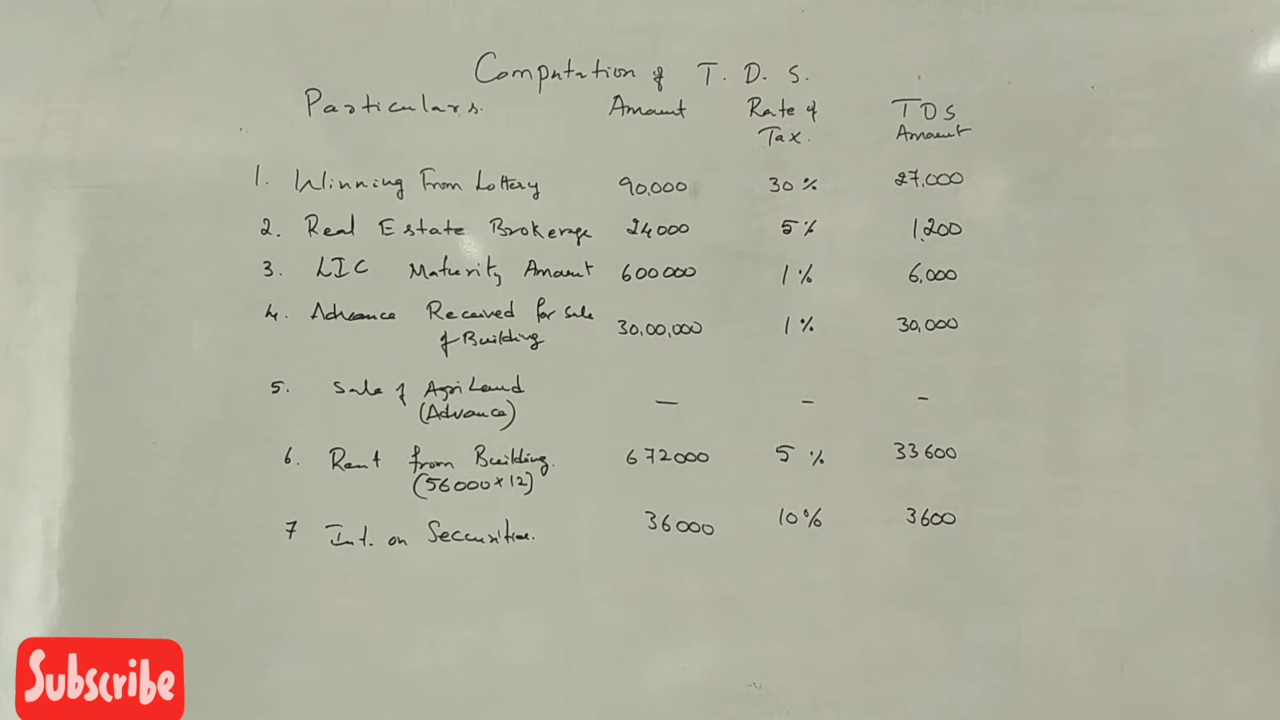 Computation of T. D. S.
Particulars. Amount Rate of Tax. TDS Amount
1. Winning From Lottery 90,000 30% 27,000
2. Real Estate Brokerage 24000 5% 1,200
3. LIC Maturity Amount 600000 1% 6,000
4. Advance Received for sale of Building 30,00,000 1% 30,000
5. Sale of Agri Land (Advance) — – –
6. Rent from Building. (56000×12) 672000 5% 33600
7 Int. on Securities. 36000 10% 3600
Subscribe